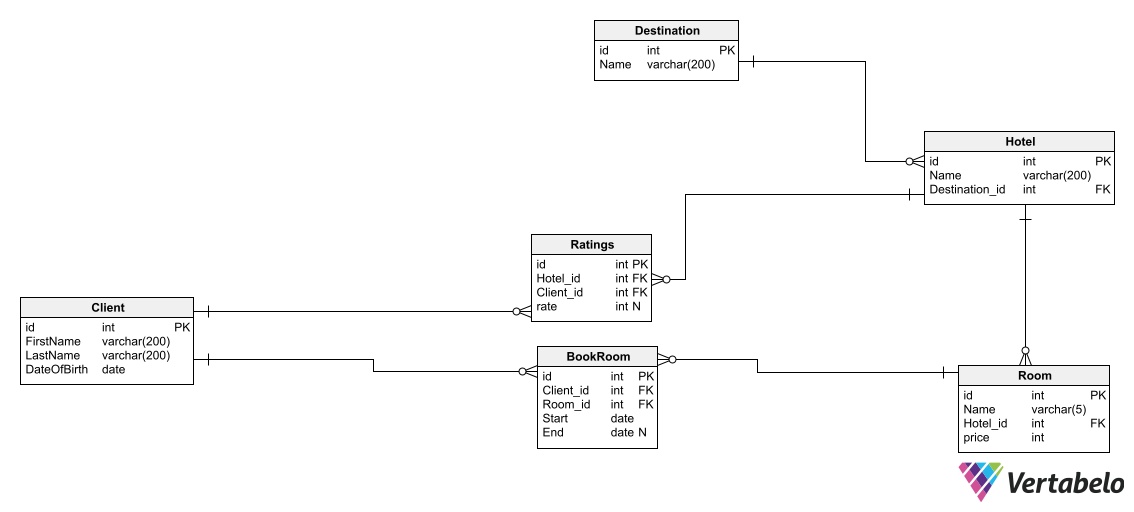 Destination
id int PK
Name varchar(200)
Hotel
id int PK
Name varchar(200)
Destination_id int FK
Ratings
id int PK
Hotel_id int FK
Client_id int FK
rate int N
Client
id int PK
FirstName varchar(200)
LastName varchar(200)
DateOfBirth date
BookRoom
id int PK
Client_id int FK
Room_id int FK
Start date
End date N
Room
id int PK
Name varchar(5)
Hotel_id int FK
price int
Vertabelo